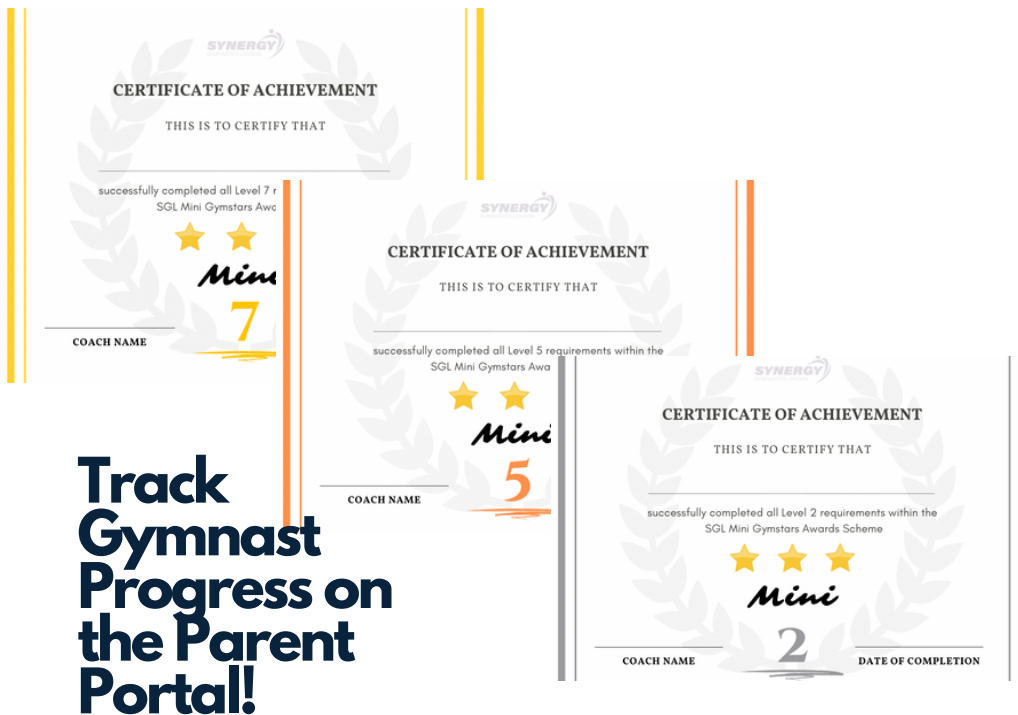 SYNERGY
CERTIFICATE OF ACHIEVEMENT
THIS IS TO CERTIFY THAT
successfully completed all Level 7
SGL Mini Gymstars
Mini
7
COACH NAME
SYNERGY
CERTIFICATE OF ACHIEVEMENT
THIS IS TO CERTIFY THAT
successfully completed all Level 5 requirements within the
SGL Mini Gymstars Awa
Mini
5
COACH NAME
SYNERGY
CERTIFICATE OF ACHIEVEMENT
THIS IS TO CERTIFY THAT
successfully completed all Level 2 requirements within the
SGL Mini Gymstars Awards Scheme
Mini
2
COACH NAME
DATE OF COMPLETION
Track
Gymnast
Progress on
the Parent
Portal!